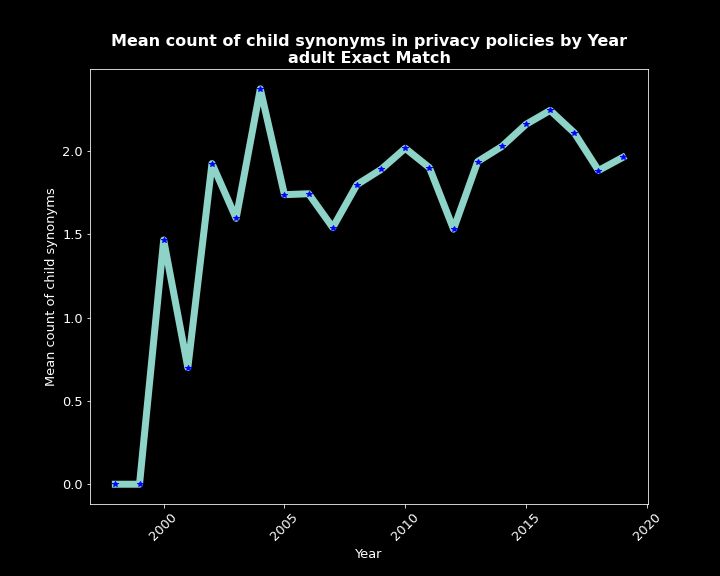 Mean count of child synonyms in privacy policies by Year
adult Exact Match
Mean count of child synonyms
2.0
1.5
1.0
0.5
0.0
2000
2005
2010
2015
2020
Year